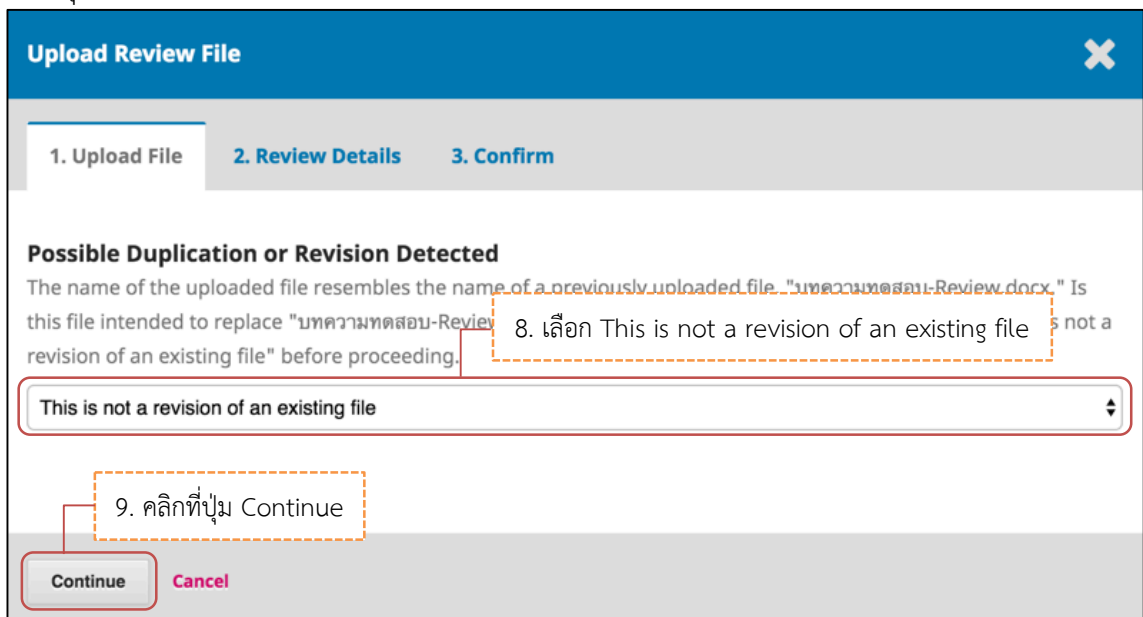 Upload Review File
1. Upload File 2. Review Details 3. Confirm
Possible Duplication or Revision Detected
The name of the uploaded file resembles the name of a previously uploaded file, "บทความทดสอบ-Review.docx." Is
this file intended to replace "บทความทดสอบ-Review s not a
8. เลือก This is not a revision of an existing file
revision of an existing file" before proceeding.
This is not a revision of an existing file
9. คลิกที่ปุ่ม Continue
Continue Cancel